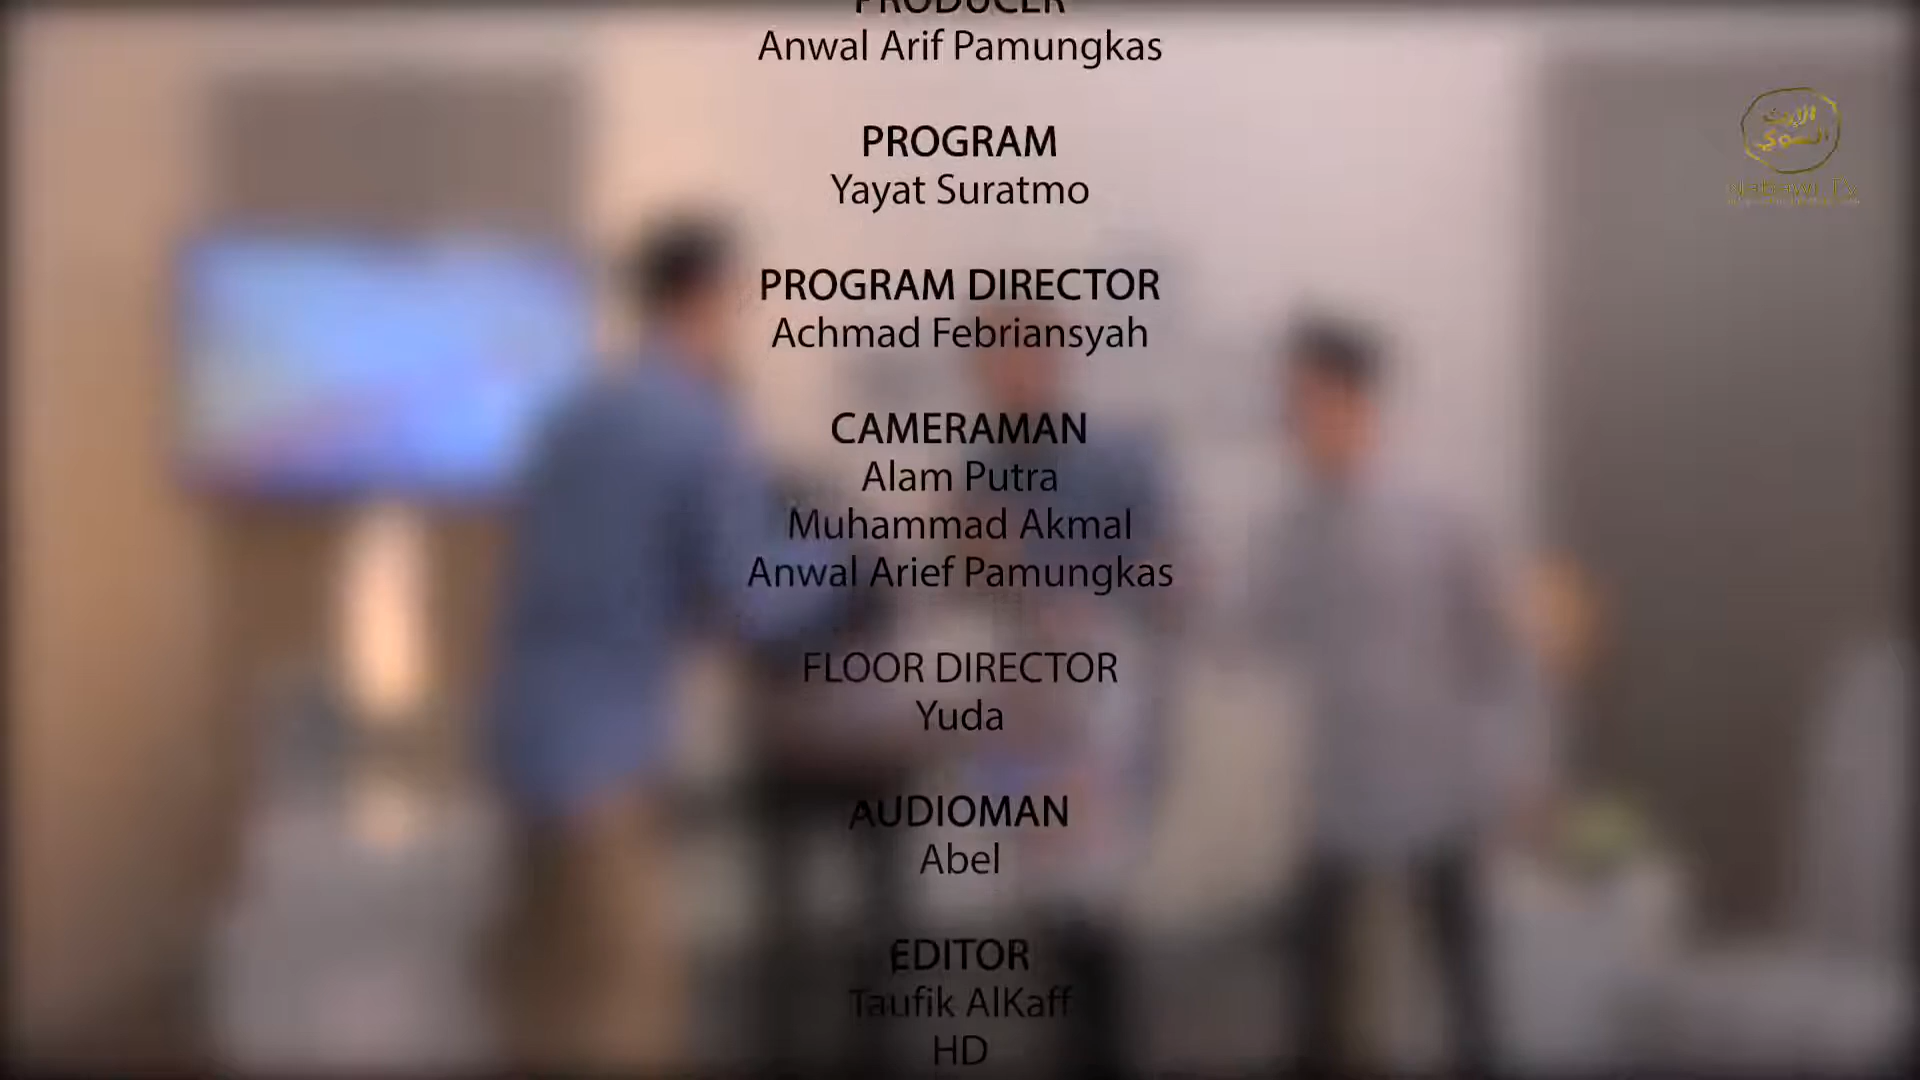 PRODUCER
Anwal Arif Pamungkas
PROGRAM
Yayat Suratmo
PROGRAM DIRECTOR
Achmad Febriansyah
CAMERAMAN
Alam Putra
Muhammad Akmal
Anwal Arief Pamungkas
FLOOR DIRECTOR
Yuda
AUDIOMAN
Abel
EDITOR
Taufik AlKaff
HD